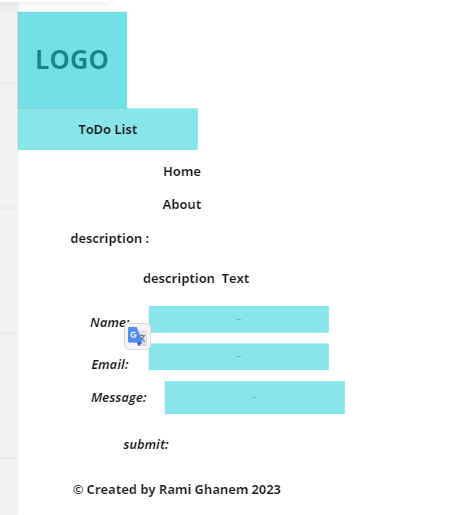 LOGO
ToDo List
Home
About
description :
description Text
Name:
Email:
Message:
submit:
© Created by Rami Ghanem 2023